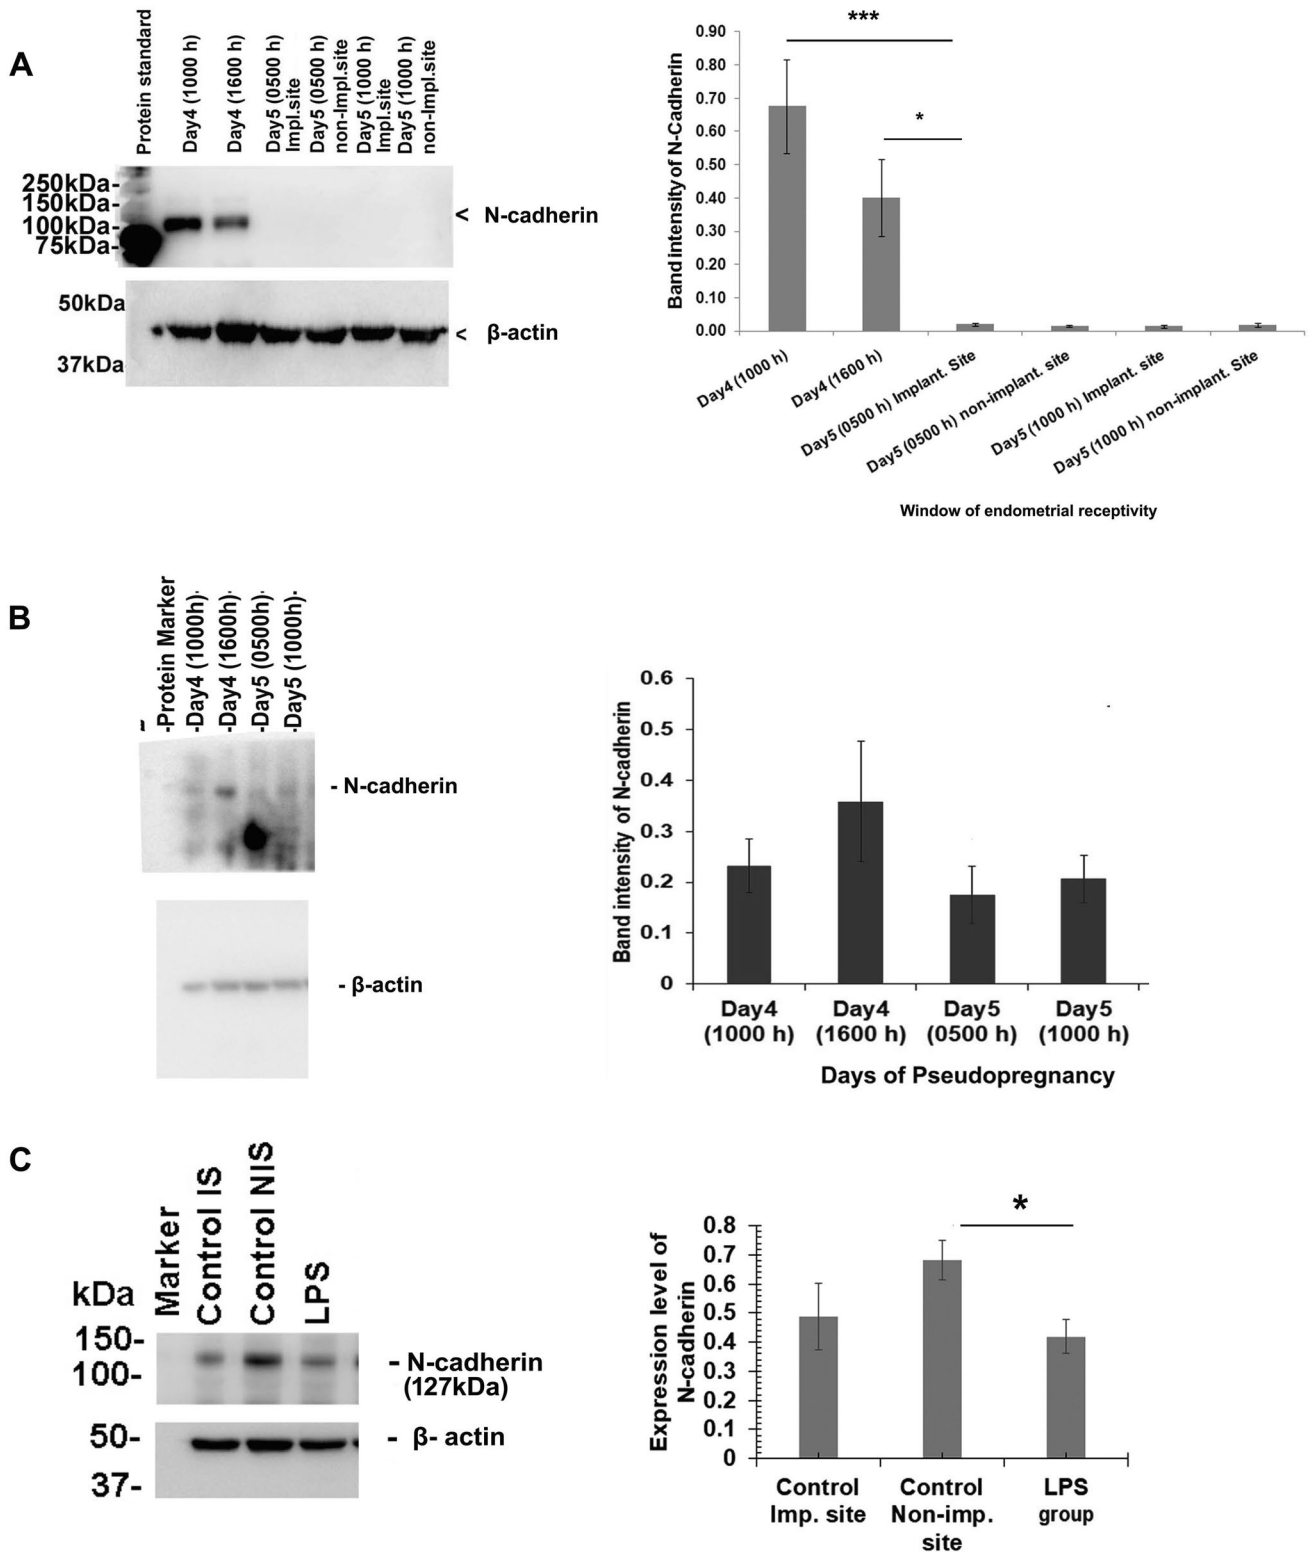 A
Protein standard
Day4 (1000 h)
Day4 (1600 h)
Day5 (0500 h)
Impl.site
Day5 (0500 h)
non-Impl.site
Day5 (1000 h)
Impl.site
Day5 (1000 h)
non-Impl.site
250kDa-
150kDa-
100kDa-
75kDa-
< N-cadherin
50kDa
37kDa
< β-actin
***
*
Band intensity of N-Cadherin
0.90
0.80
0.70
0.60
0.50
0.40
0.30
0.20
0.10
0.00
Day4 (1000 h)
Day4 (1600 h)
Day5 (0500 h) Implant. Site
Day5 (0500 h) non-implant. site
Day5 (1000 h) Implant. site
Day5 (1000 h) non-implant. Site
Window of endometrial receptivity
B
-Protein Marker
-Day4 (1000h)-
-Day4 (1600h)-
-Day5 (0500h)-
-Day5 (1000h)-
- N-cadherin
- β-actin
Band intensity of N-cadherin
0.6
0.5
0.4
0.3
0.2
0.1
0
Day4
(1000 h)
Day4
(1600 h)
Day5
(0500 h)
Day5
(1000 h)
Days of Pseudopregnancy
C
kDa
Marker
Control IS
Control NIS
LPS
150-
100-
- N-cadherin
(127kDa)
50-
37-
- β- actin
*
Expression level of
N-cadherin
0.8
0.7
0.6
0.5
0.4
0.3
0.2
0.1
0
Control
Imp. site
Control
Non-imp.
site
LPS
group